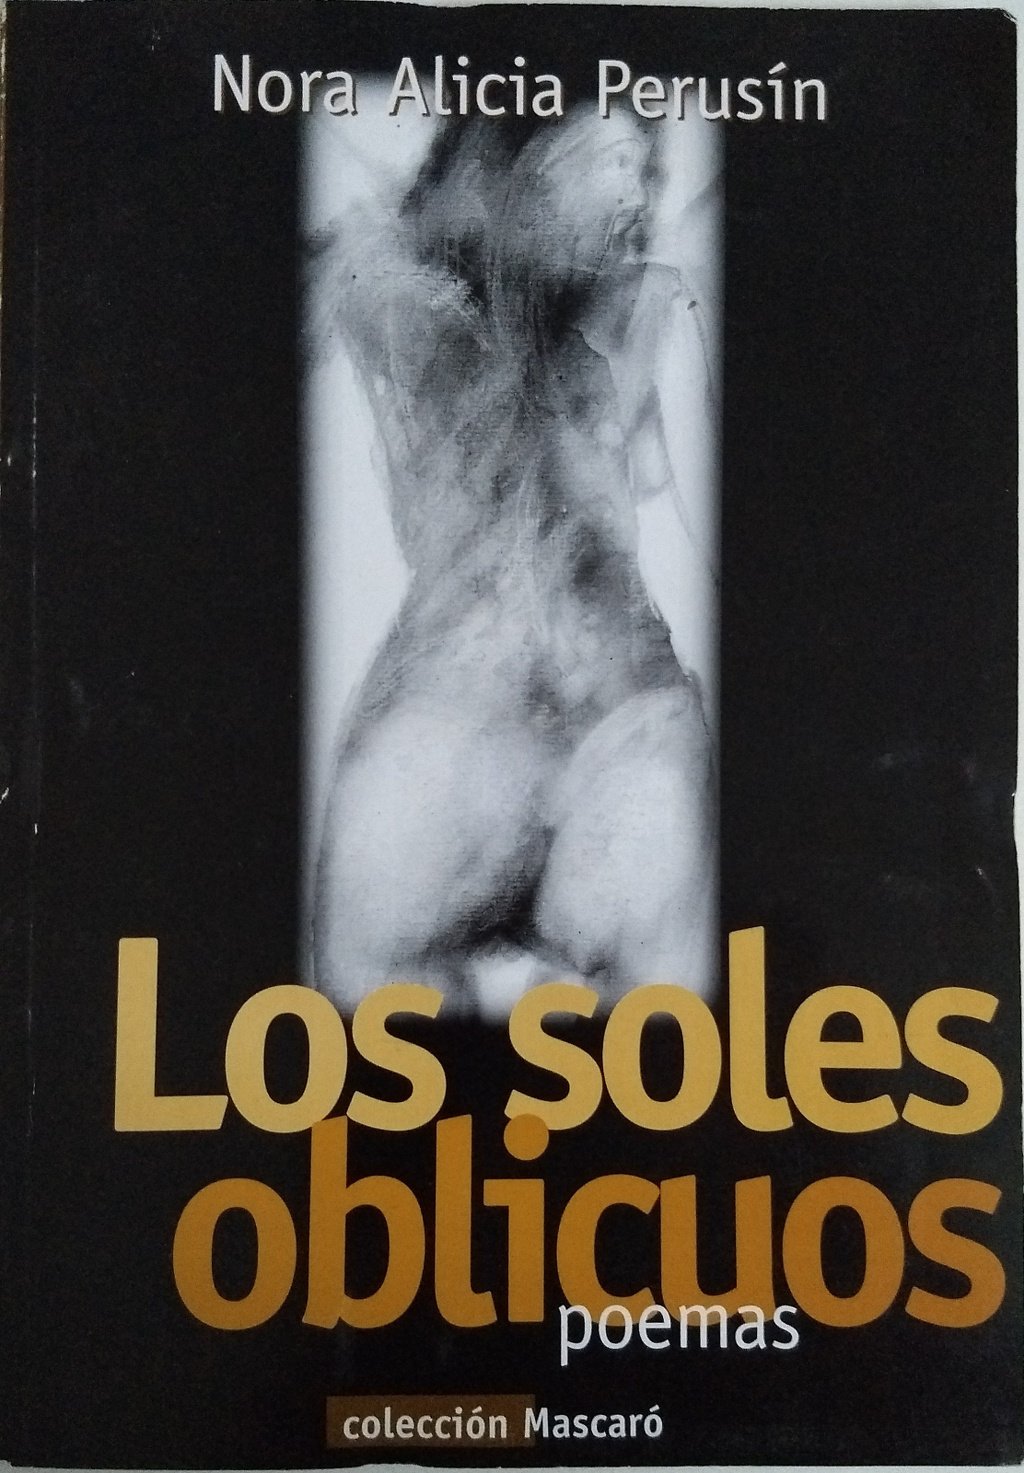 Nora Alicia Perusín
Los soles
oblicuos
poemas
colección Mascaró